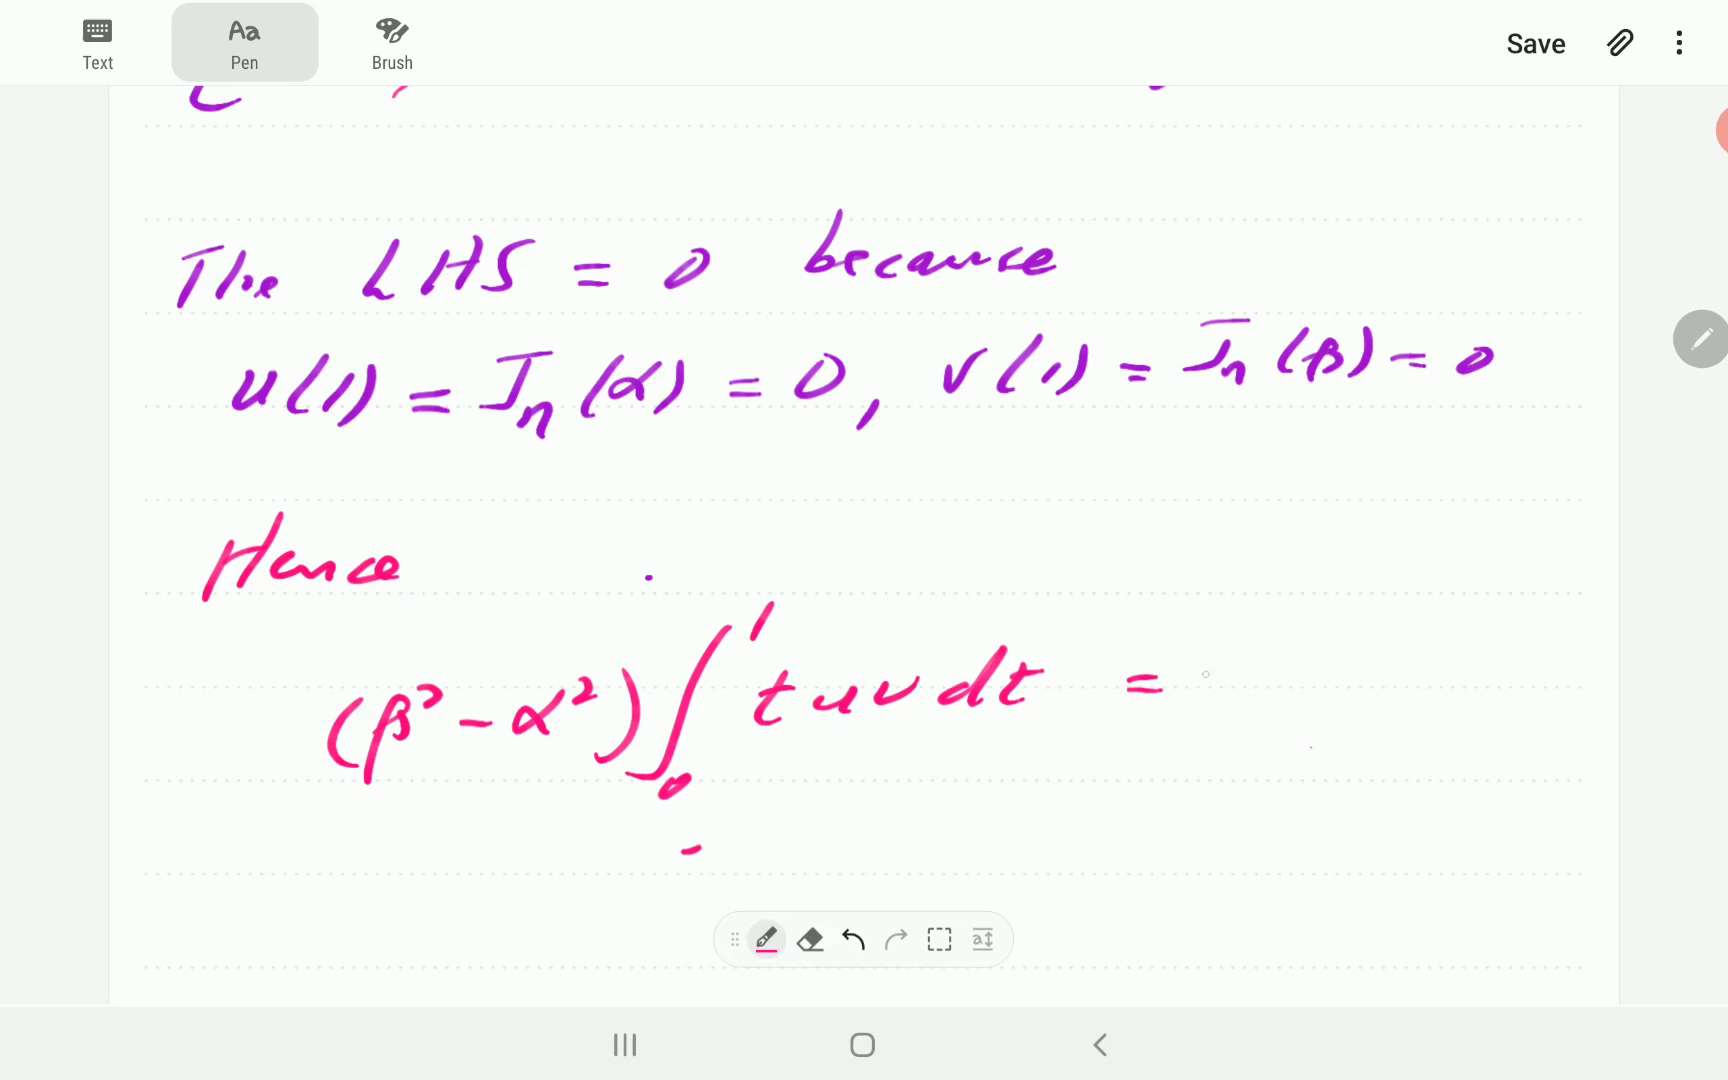 Text
Aa
Pen
Brush
Save
The LHS = 0 because
u(1) = Jn(α) = 0, v(1) = Jn(β) = 0
Hence
(β² - α²) ∫₀¹ t u v dt =
a